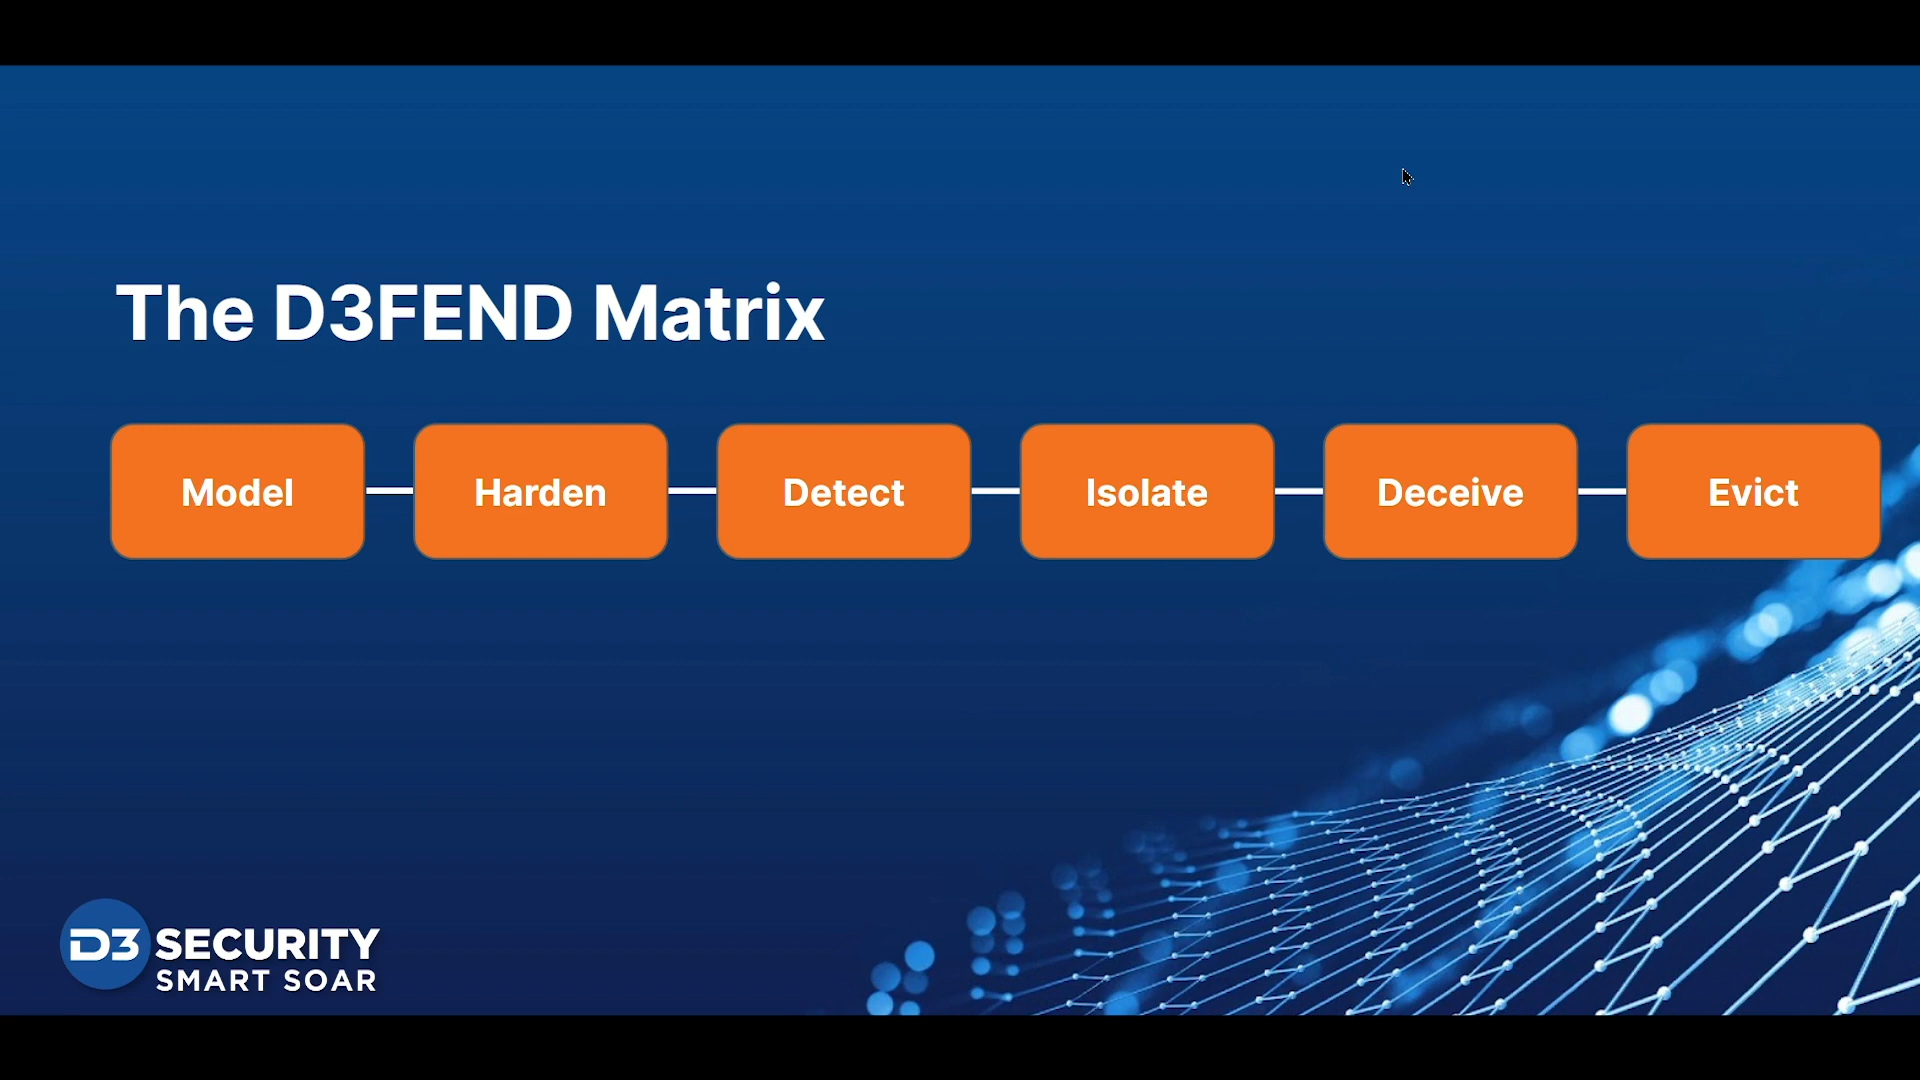 The D3FEND Matrix
Model
Harden
Detect
Isolate
Deceive
Evict
D3 SECURITY
SMART SOAR